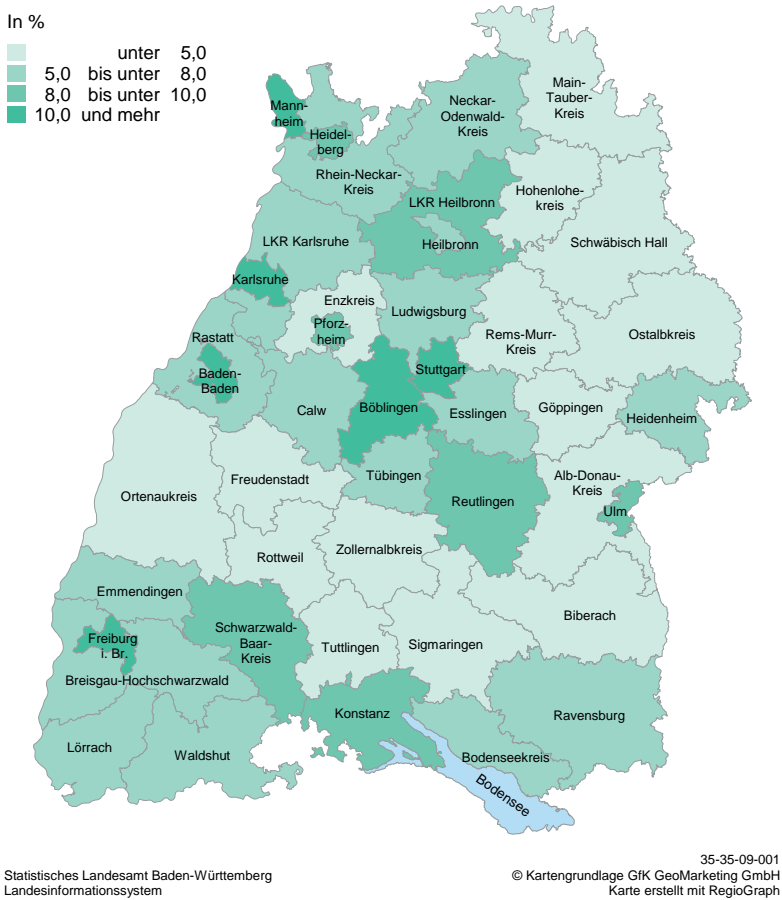 In %
unter 5,0
5,0 bis unter 8,0
8,0 bis unter 10,0
10,0 und mehr
Main-
Tauber-
Kreis
Neckar-
Odenwald-
Kreis
Mann-
heim
Heidel-
berg
Rhein-Neckar-
Kreis
Hohenlohe-
kreis
LKR Heilbronn
Heilbronn
LKR Karlsruhe
Schwäbisch Hall
Karlsruhe
Enzkreis
Ludwigsburg
Pforz-
heim
Rems-Murr-
Kreis
Ostalbkreis
Rastatt
Baden-
Baden
Stuttgart
Calw
Böblingen
Esslingen
Göppingen
Heidenheim
Tübingen
Freudenstadt
Alb-Donau-
Kreis
Ortenaukreis
Reutlingen
Ulm
Rottweil
Zollernalbkreis
Emmendingen
Biberach
Schwarzwald-
Baar-
Kreis
Freiburg
i. Br.
Tuttlingen
Sigmaringen
Breisgau-Hochschwarzwald
Konstanz
Ravensburg
Lörrach
Waldshut
Bodenseekreis
Bodensee
35-35-09-001
Statistisches Landesamt Baden-Württemberg
Landesinformationssystem
© Kartengrundlage GfK GeoMarketing GmbH
Karte erstellt mit RegioGraph